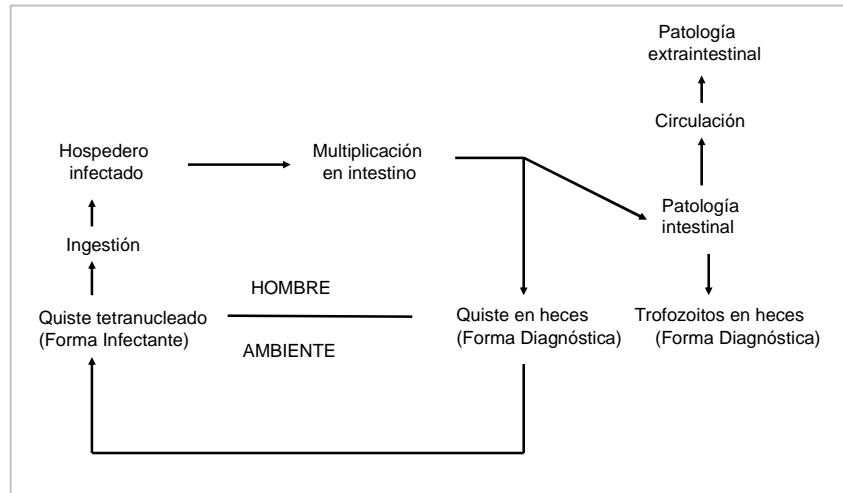 Patología
extraintestinal
Circulación
Hospedero
infectado
Multiplicación
en intestino
Patología
intestinal
Ingestión
HOMBRE
Quiste tetranucleado
(Forma Infectante)
Quiste en heces
(Forma Diagnóstica)
Trofozoitos en heces
(Forma Diagnóstica)
AMBIENTE